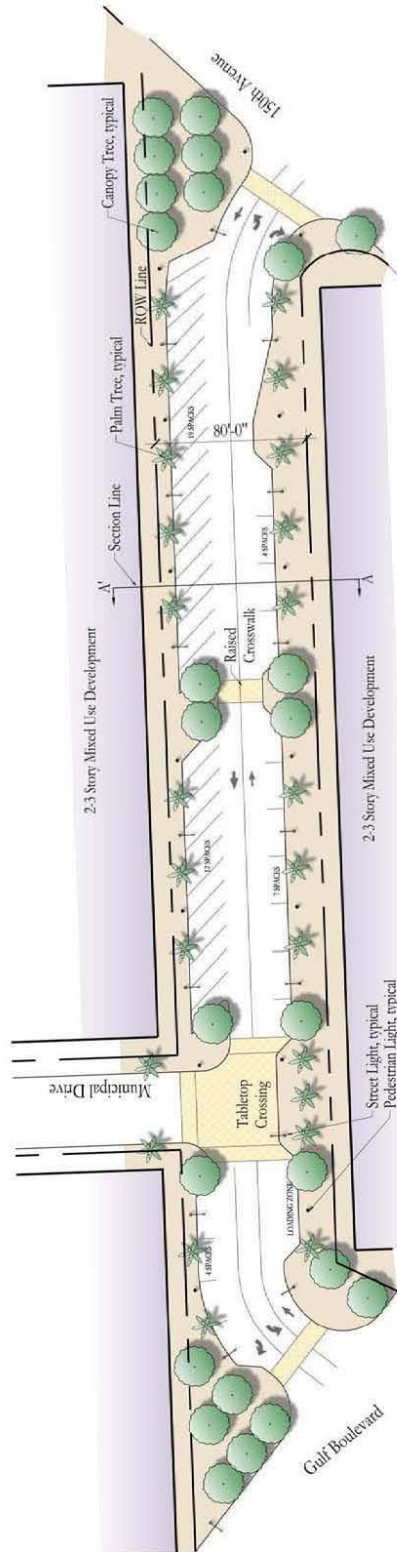 150th Avenue
Canopy Tree, typical
ROW Line
Palm Tree, typical
19 SPACES
80'-0"
Section Line
A'
A
4 SPACES
2-3 Story Mixed Use Development
Raised
Crosswalk
2-3 Story Mixed Use Development
12 SPACES
7 SPACES
Municipal Drive
Tabletop
Crossing
Street Light, typical
Pedestrian Light, typical
LOADING ZONE
4 SPACES
Gulf Boulevard